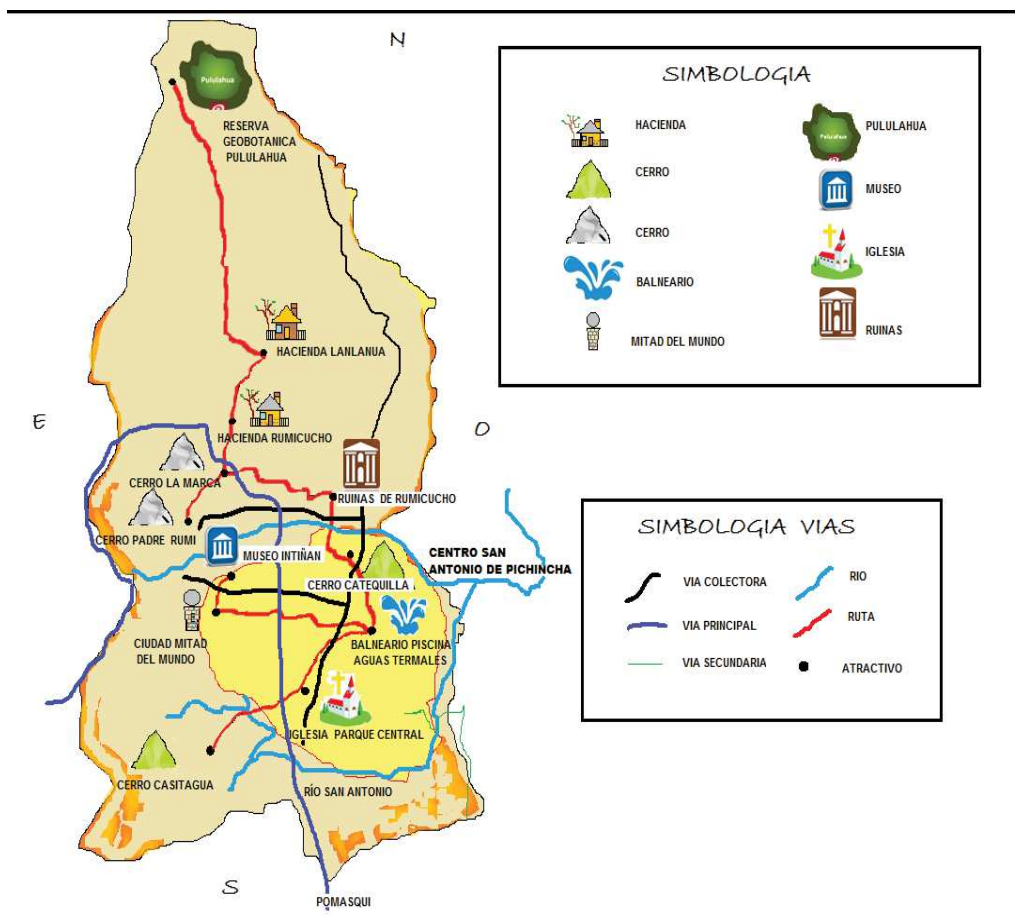 N
Pululahua
RESERVA
GEOBOTANICA
PULULAHUA
HACIENDA LANLANUA
E
O
HACIENDA RUMICUCHO
CERRO LA MARCA
RUINAS DE RUMICUCHO
CERRO PADRE RUMI
MUSEO INTIÑAN
CENTRO SAN
ANTONIO DE PICHINCHA
CERRO CATEQUILLA
CIUDAD MITAD
DEL MUNDO
BALNEARIO PISCINA
AGUAS TERMALES
IGLESIA PARQUE CENTRAL
CERRO CASITAGUA
RÍO SAN ANTONIO
S
POMASQUI
SIMBOLOGIA
HACIENDA
CERRO
CERRO
BALNEARIO
MITAD DEL MUNDO
Pululahua
PULULAHUA
MUSEO
IGLESIA
RUINAS
SIMBOLOGIA VIAS
VIA COLECTORA
VIA PRINCIPAL
VIA SECUNDARIA
RIO
RUTA
ATRACTIVO